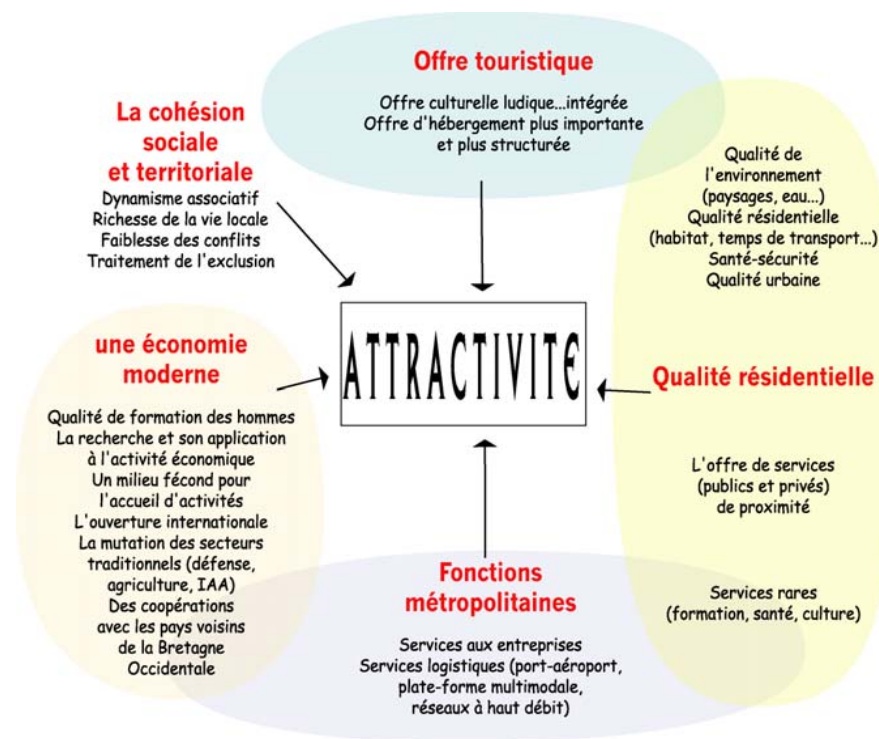 Offre touristique
Offre culturelle ludique...intégrée
Offre d'hébergement plus importante
et plus structurée
La cohésion
sociale
et territoriale
Dynamisme associatif
Richesse de la vie locale
Faiblesse des conflits
Traitement de l'exclusion
Qualité de
l'environnement
(paysages, eau...)
Qualité résidentielle
(habitat, temps de transport...)
Santé-sécurité
Qualité urbaine
ATTRACTIVITE
une économie
moderne
Qualité de formation des hommes
La recherche et son application
à l'activité économique
Un milieu fécond pour
l'accueil d'activités
L'ouverture internationale
La mutation des secteurs
traditionnels (défense,
agriculture, IAA)
Des coopérations
avec les pays voisins
de la Bretagne
Occidentale
Qualité résidentielle
L'offre de services
(publics et privés)
de proximité
Services rares
(formation, santé, culture)
Fonctions
métropolitaines
Services aux entreprises
Services logistiques (port-aéroport,
plate-forme multimodale,
réseaux à haut débit)